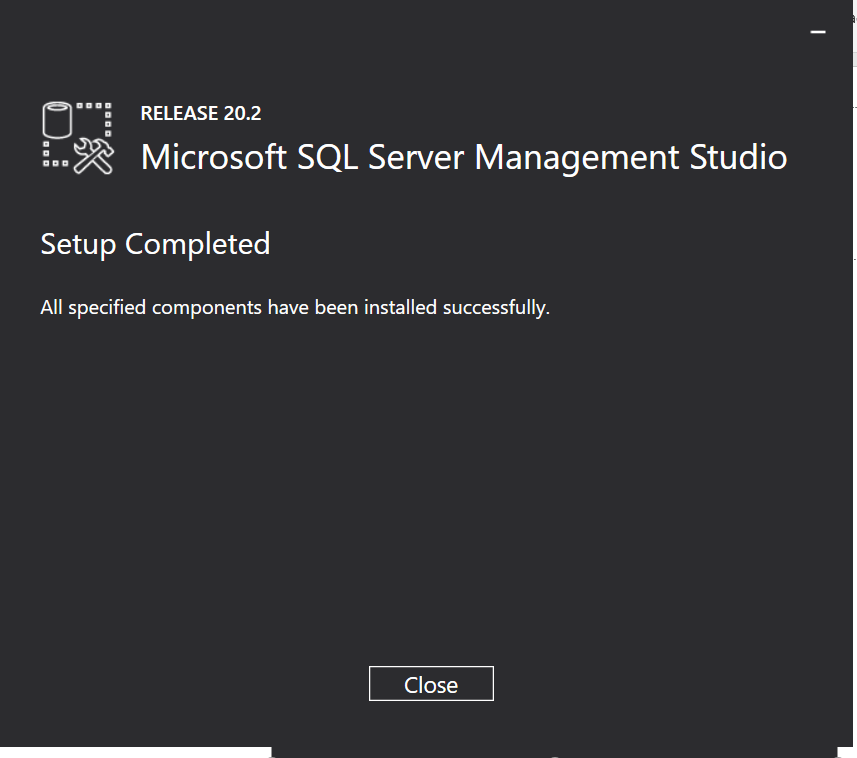 RELEASE 20.2
Microsoft SQL Server Management Studio
Setup Completed
All specified components have been installed successfully.
Close